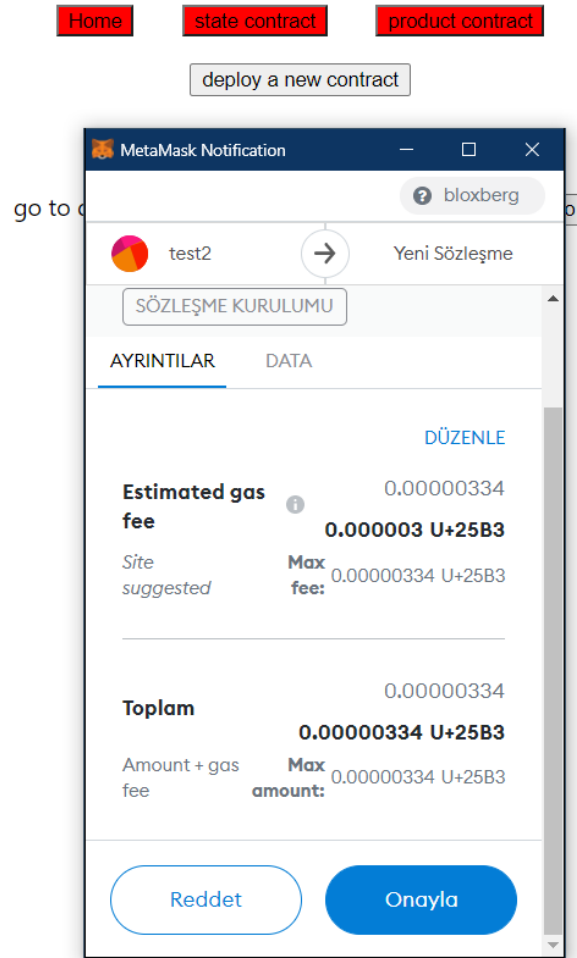 Home state contract product contract
deploy a new contract
MetaMask Notification
bloxberg
go to
test2 Yeni Sözleşme
SÖZLEŞME KURULUMU
AYRINTILAR DATA
DÜZENLE
Estimated gas fee 0.00000334
0.000003 U+25B3
Site suggested Max fee: 0.00000334 U+25B3
Toplam 0.00000334
0.00000334 U+25B3
Amount + gas fee Max amount: 0.00000334 U+25B3
Reddet Onayla